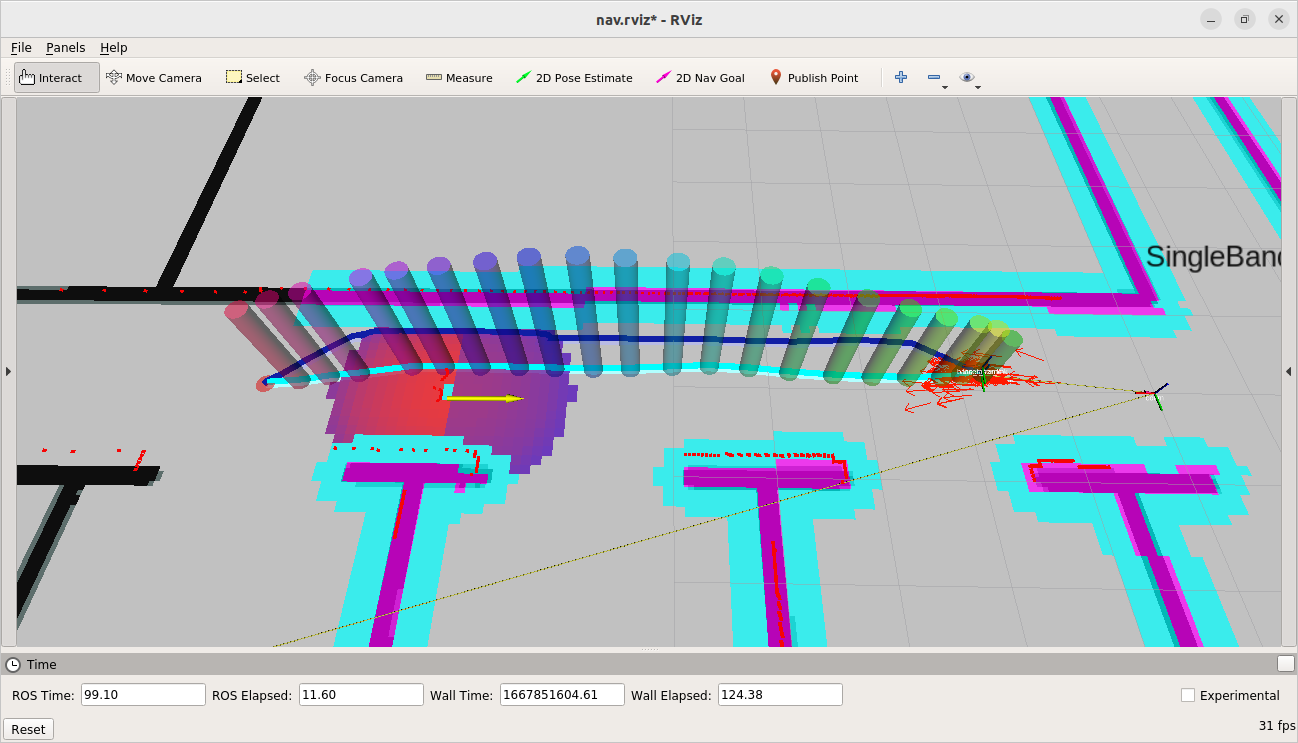 nav.rviz* - RViz
File Panels Help
Interact Move Camera Select Focus Camera Measure 2D Pose Estimate 2D Nav Goal Publish Point
SingleBand
Time
ROS Time: 99.10 ROS Elapsed: 11.60 Wall Time: 1667851604.61 Wall Elapsed: 124.38 Experimental
Reset 31 fps